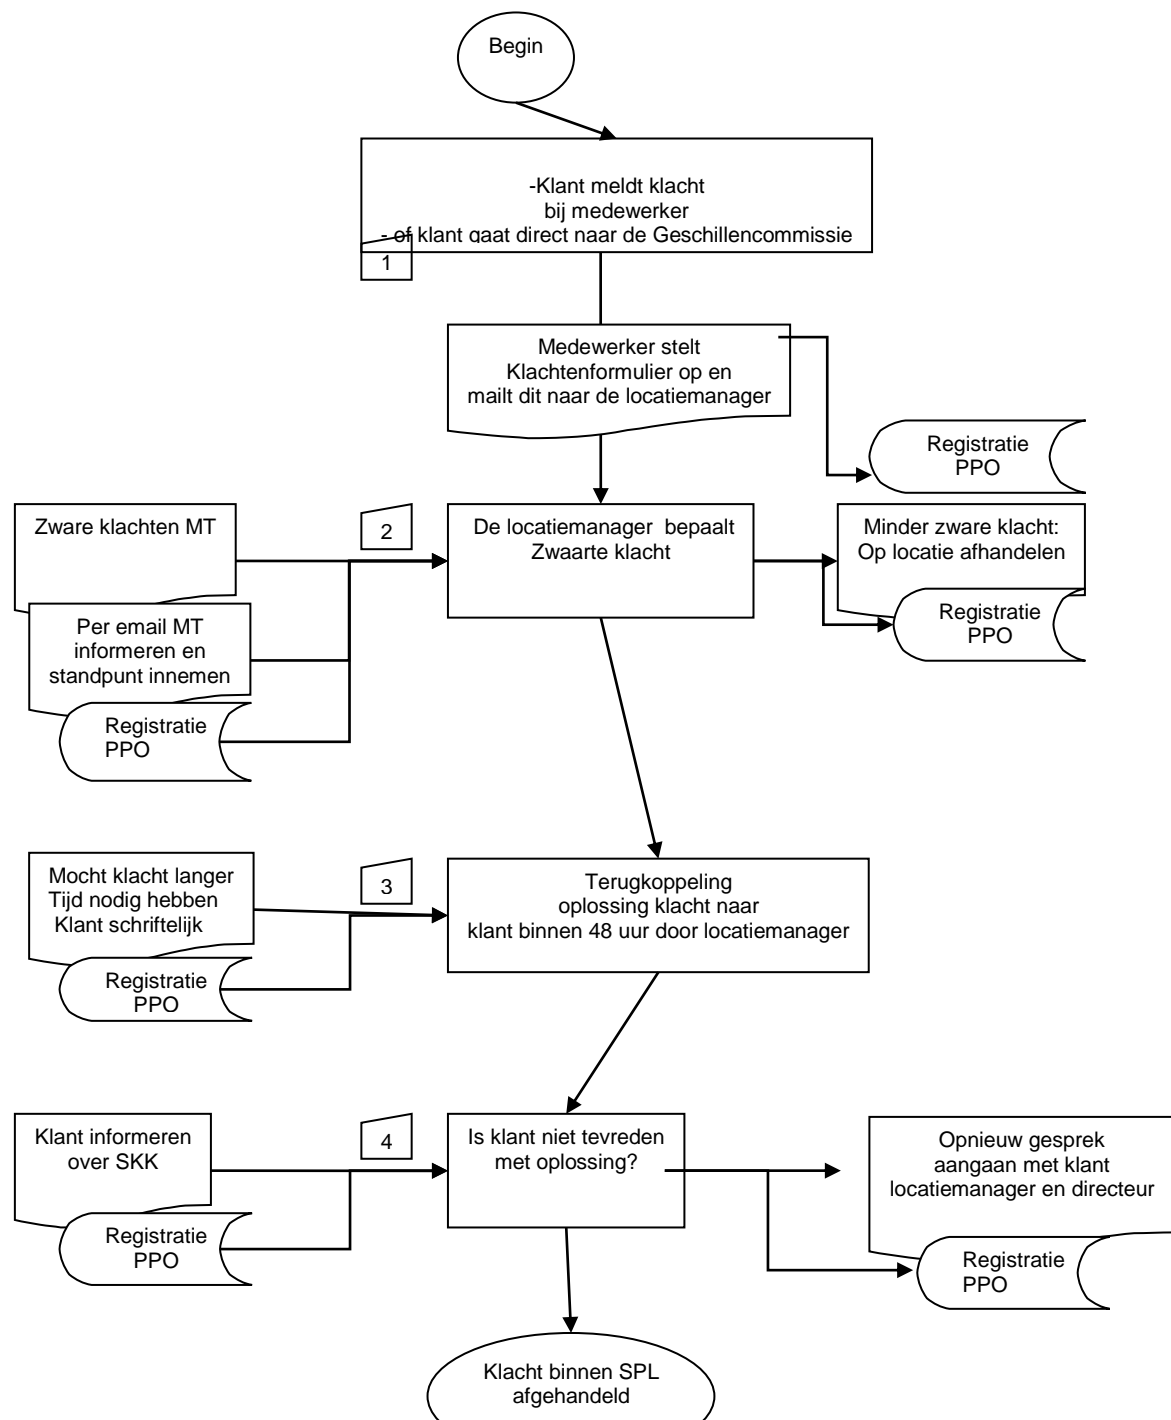 Begin
-Klant meldt klacht
bij medewerker
- of klant gaat direct naar de Geschillencommissie
1
Medewerker stelt
Klachtenformulier op en
mailt dit naar de locatiemanager
Registratie
PPO
Zware klachten MT
2
De locatiemanager bepaalt
Zwaarte klacht
Minder zware klacht:
Op locatie afhandelen
Registratie
PPO
Per email MT
informeren en
standpunt innemen
Registratie
PPO
Mocht klacht langer
Tijd nodig hebben
Klant schriftelijk
3
Terugkoppeling
oplossing klacht naar
klant binnen 48 uur door locatiemanager
Registratie
PPO
Klant informeren
over SKK
4
Is klant niet tevreden
met oplossing?
Opnieuw gesprek
aangaan met klant
locatiemanager en directeur
Registratie
PPO
Registratie
PPO
Klacht binnen SPL
afgehandeld